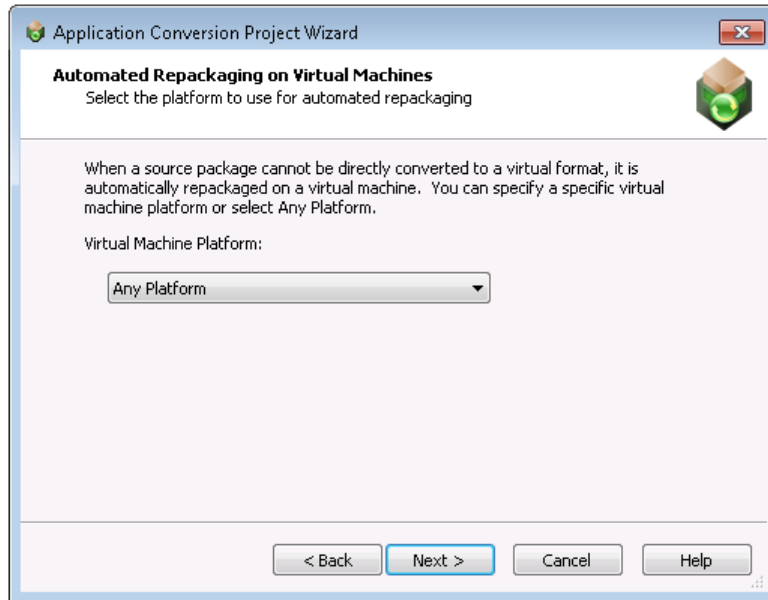 Application Conversion Project Wizard
Automated Repackaging on Virtual Machines
Select the platform to use for automated repackaging
When a source package cannot be directly converted to a virtual format, it is
automatically repackaged on a virtual machine.  You can specify a specific virtual
machine platform or select Any Platform.
Virtual Machine Platform:
Any Platform
< Back
Next >
Cancel
Help